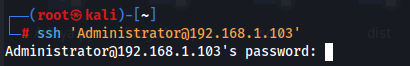 ┌──(root㉿kali)-[~]
└─# ssh 'Administrator@192.168.1.103'
Administrator@192.168.1.103's password: